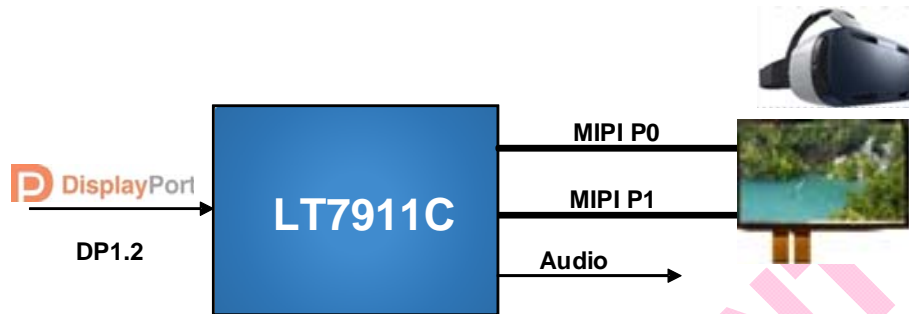 MIPI P0
DisplayPort
LT7911C
MIPI P1
DP1.2
Audio